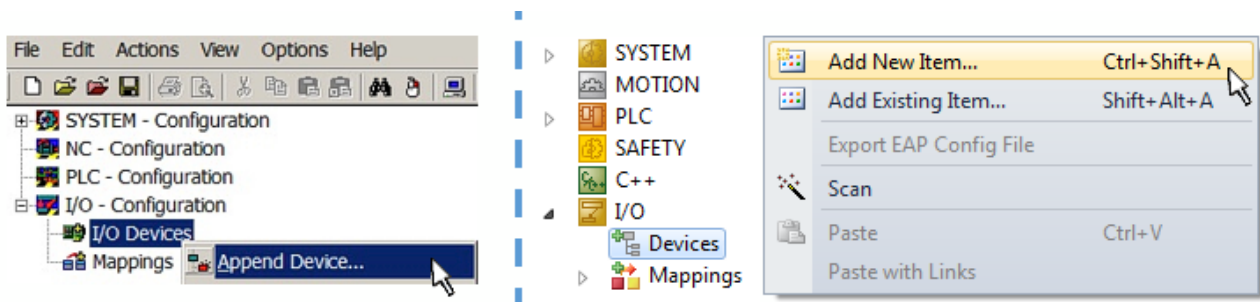 File Edit Actions View Options Help
SYSTEM - Configuration
NC - Configuration
PLC - Configuration
I/O - Configuration
I/O Devices
Mappings
Append Device...
SYSTEM
MOTION
PLC
SAFETY
C++
I/O
Devices
Mappings
Add New Item... Ctrl+Shift+A
Add Existing Item... Shift+Alt+A
Export EAP Config File
Scan
Paste Ctrl+V
Paste with Links